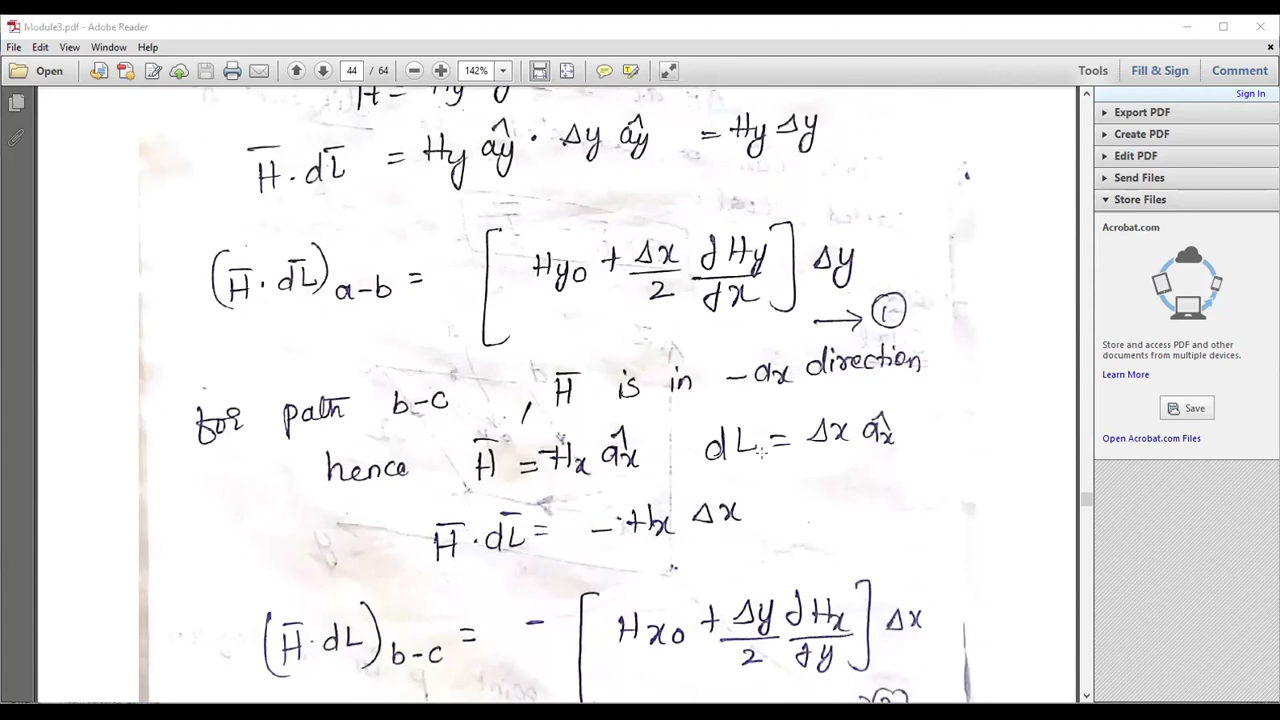 Module3.pdf - Adobe Reader
File Edit View Window Help
Open 44 / 64 142% Tools Fill & Sign Comment
Sign In
Export PDF
Create PDF
Edit PDF
Send Files
Store Files
Acrobat.com
Store and access PDF and other
documents from multiple devices.
Learn More
Save
Open Acrobat.com Files
H̅ · dL̅ = Hy ây · Δy ây = Hy Δy
(H̅ · dL̅)a-b = [ Hy0 + Δx/2 ∂Hy/∂x ] Δy
→ ①
for path b-c , H̅ is in -ax direction
hence H̅ = -Hx âx dL = Δx âx
H̅ · dL̅ = - Hx Δx
(H̅ · dL)b-c = - [ Hx0 + Δy/2 ∂Hx/∂y ] Δx